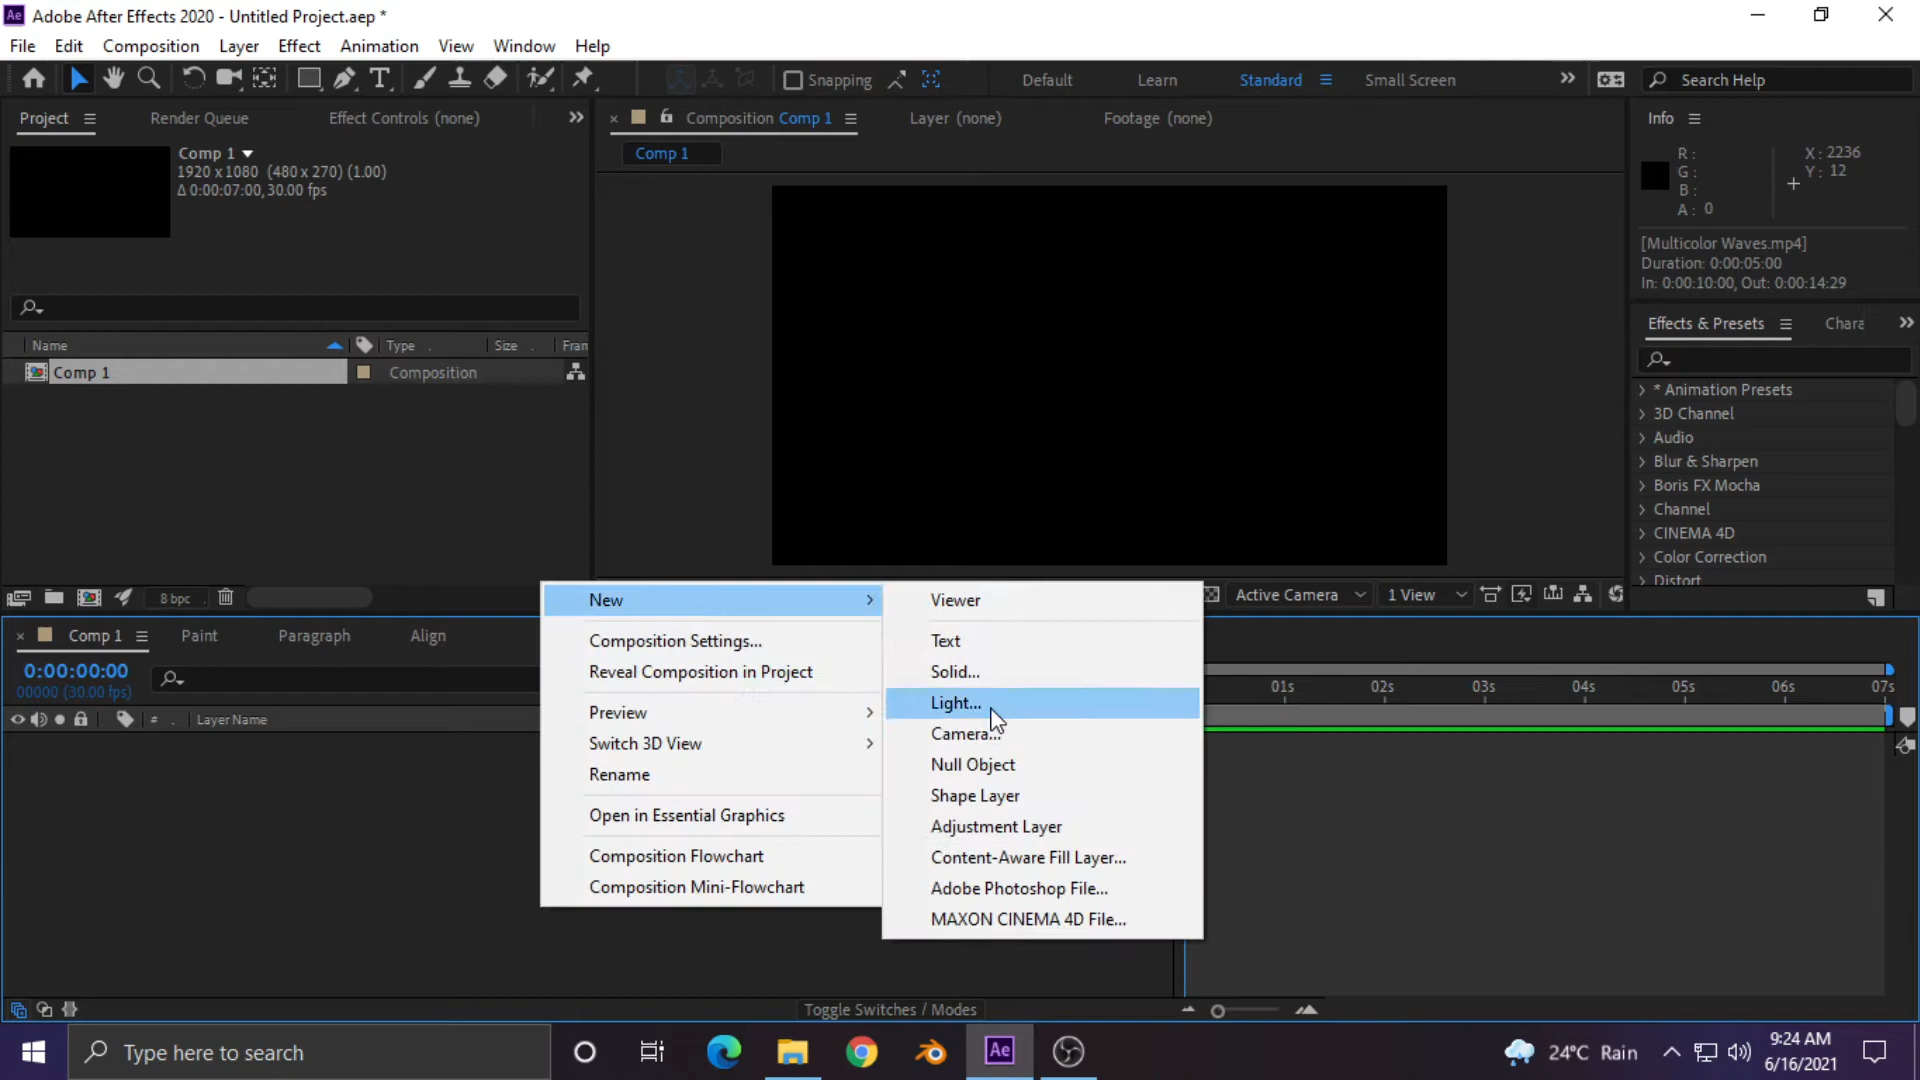 Ae Adobe After Effects 2020 - Untitled Project.aep *
File Edit Composition Layer Effect Animation View Window Help
Snapping Default Learn Standard Small Screen Search Help
Project Render Queue Effect Controls (none) Composition Comp 1 Layer (none) Footage (none) Info
Comp 1
1920 x 1080 (480 x 270) (1.00)
Δ 0:00:07:00, 30.00 fps
Comp 1
R:
G:
B:
A: 0
X: 2236
Y: 12
[Multicolor Waves.mp4]
Duration: 0:00:05:00
In: 0:00:10:00, Out: 0:00:14:29
Effects & Presets Chara
Name Type Size Fran
Comp 1 Composition
* Animation Presets
3D Channel
Audio
Blur & Sharpen
Boris FX Mocha
Channel
CINEMA 4D
Color Correction
Distort
8 bpc
Active Camera 1 View
New
Composition Settings...
Reveal Composition in Project
Preview
Switch 3D View
Rename
Open in Essential Graphics
Composition Flowchart
Composition Mini-Flowchart
Viewer
Text
Solid...
Light...
Camera...
Null Object
Shape Layer
Adjustment Layer
Content-Aware Fill Layer...
Adobe Photoshop File...
MAXON CINEMA 4D File...
Comp 1 Paint Paragraph Align
0:00:00:00
00000 (30.00 fps)
01s 02s 03s 04s 05s 06s 07s
# Layer Name
Toggle Switches / Modes
Type here to search
Ae
24°C Rain
9:24 AM
6/16/2021